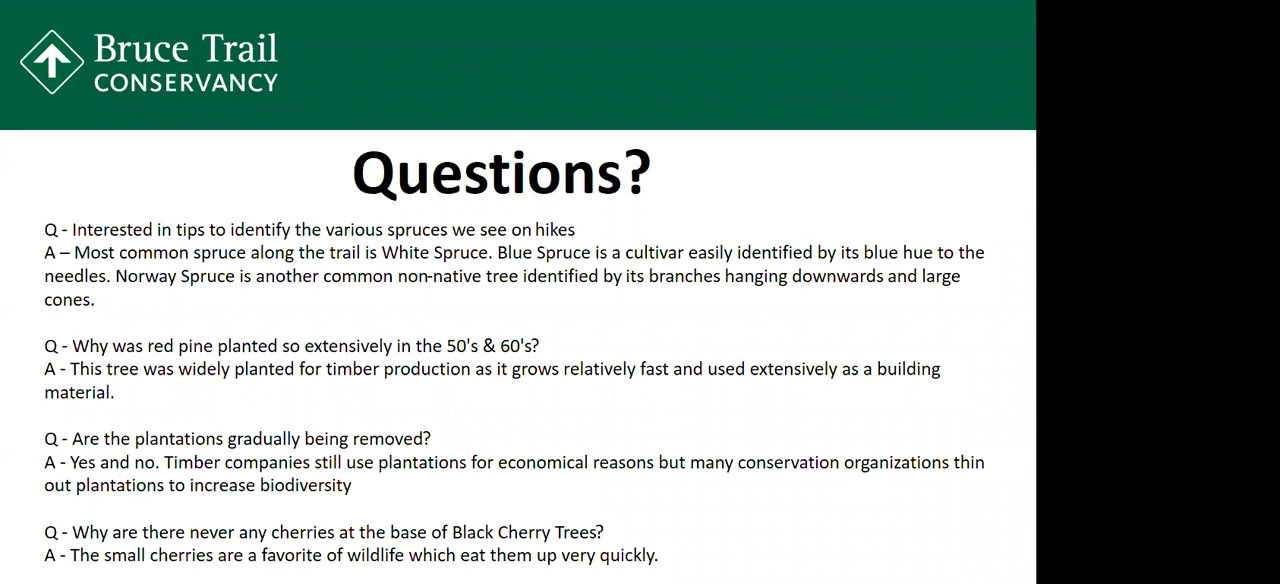 Bruce Trail
CONSERVANCY
Questions?
Q - Interested in tips to identify the various spruces we see on hikes
A – Most common spruce along the trail is White Spruce. Blue Spruce is a cultivar easily identified by its blue hue to the
needles. Norway Spruce is another common non-native tree identified by its branches hanging downwards and large
cones.
Q - Why was red pine planted so extensively in the 50's & 60's?
A - This tree was widely planted for timber production as it grows relatively fast and used extensively as a building
material.
Q - Are the plantations gradually being removed?
A - Yes and no. Timber companies still use plantations for economical reasons but many conservation organizations thin
out plantations to increase biodiversity
Q - Why are there never any cherries at the base of Black Cherry Trees?
A - The small cherries are a favorite of wildlife which eat them up very quickly.